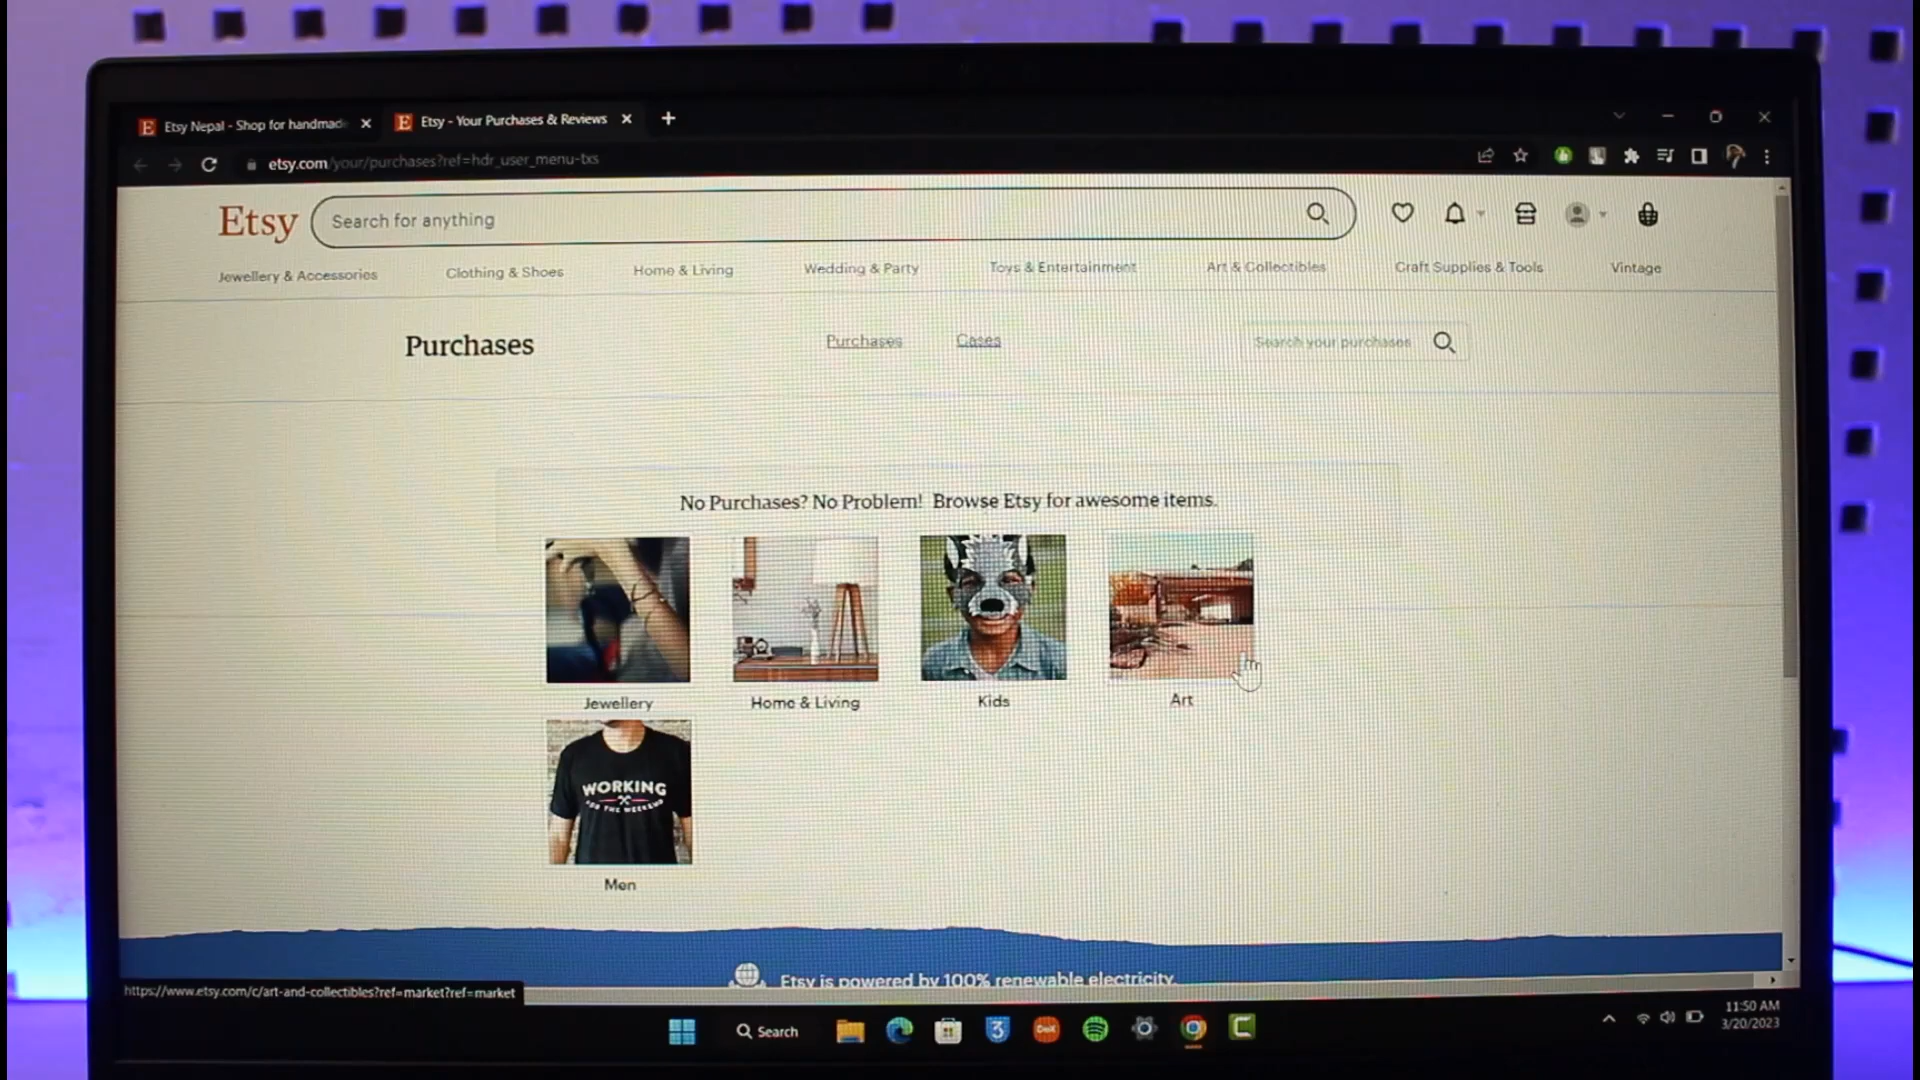 Etsy Nepal - Shop for handmad
Etsy - Your Purchases & Reviews
etsy.com/your/purchases?ref=hdr_user_menu-txs
Etsy
Search for anything
Jewellery & Accessories
Clothing & Shoes
Home & Living
Wedding & Party
Toys & Entertainment
Art & Collectibles
Craft Supplies & Tools
Vintage
Purchases
Purchases
Cases
Search your purchases
No Purchases? No Problem! Browse Etsy for awesome items.
Jewellery
Home & Living
Kids
Art
WORKING
FOR THE WEEKEND
Men
Etsy is powered by 100% renewable electricity.
https://www.etsy.com/c/art-and-collectibles?ref=market?ref=market
Search
11:50 AM
3/20/2023